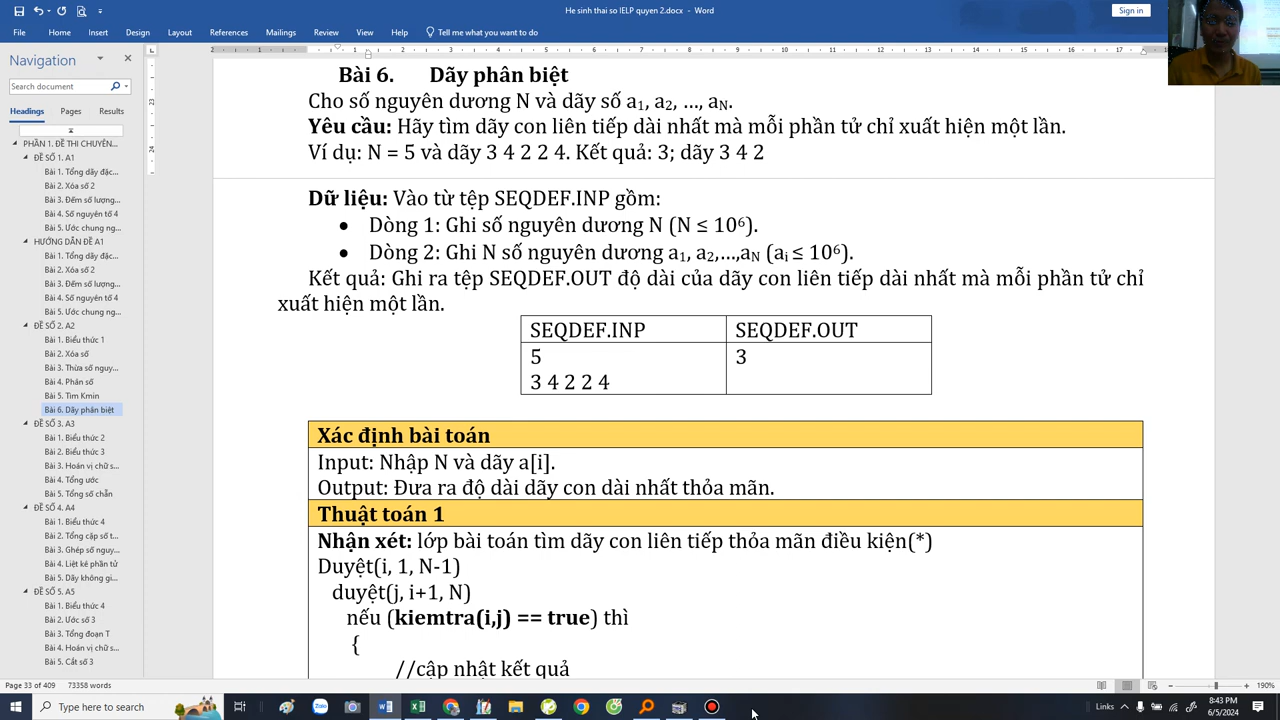 He sinh thai so IELP quyen 2.docx - Word
Sign in
File Home Insert Design Layout References Mailings Review View Help Tell me what you want to do
Navigation
Search document
Headings Pages Results
PHẦN 1. ĐỀ THI CHUYÊN...
ĐỀ SỐ 1. A1
Bài 1. Tổng dãy đặc...
Bài 2. Xóa số 2
Bài 3. Đếm số lượng...
Bài 4. Số nguyên tố 4
Bài 5. Ước chung ng...
HƯỚNG DẪN ĐỀ A1
Bài 1. Tổng dãy đặc...
Bài 2. Xóa số 2
Bài 3. Đếm số lượng...
Bài 4. Số nguyên tố 4
Bài 5. Ước chung ng...
ĐỀ SỐ 2. A2
Bài 1. Biểu thức 1
Bài 2. Xóa số
Bài 3. Thừa số nguy...
Bài 4. Phân số
Bài 5. Tìm Kmin
Bài 6. Dãy phân biệt
ĐỀ SỐ 3. A3
Bài 1. Biểu thức 2
Bài 2. Biểu thức 3
Bài 3. Hoán vị chữ s...
Bài 4. Tổng ước
Bài 5. Tổng số chẵn
ĐỀ SỐ 4. A4
Bài 1. Biểu thức 4
Bài 2. Tổng cặp số t...
Bài 3. Ghép số nguy...
Bài 4. Liệt kê phần tử
Bài 5. Dãy không gi...
ĐỀ SỐ 5. A5
Bài 1. Biểu thức 4
Bài 2. Ước số 3
Bài 3. Tổng đoạn T
Bài 4. Hoán vị chữ s...
Bài 5. Cắt số 3
Bài 6. Dãy phân biệt
Cho số nguyên dương N và dãy số a₁, a₂, ..., aN.
Yêu cầu: Hãy tìm dãy con liên tiếp dài nhất mà mỗi phần tử chỉ xuất hiện một lần.
Ví dụ: N = 5 và dãy 3 4 2 2 4. Kết quả: 3; dãy 3 4 2
Dữ liệu: Vào từ tệp SEQDEF.INP gồm:
• Dòng 1: Ghi số nguyên dương N (N ≤ 10⁶).
• Dòng 2: Ghi N số nguyên dương a₁, a₂,...,aN (aᵢ ≤ 10⁶).
Kết quả: Ghi ra tệp SEQDEF.OUT độ dài của dãy con liên tiếp dài nhất mà mỗi phần tử chỉ
xuất hiện một lần.
SEQDEF.INP SEQDEF.OUT
5 3
3 4 2 2 4
Xác định bài toán
Input: Nhập N và dãy a[i].
Output: Đưa ra độ dài dãy con dài nhất thỏa mãn.
Thuật toán 1
Nhận xét: lớp bài toán tìm dãy con liên tiếp thỏa mãn điều kiện(*)
Duyệt(i, 1, N-1)
duyệt(j, i+1, N)
nếu (kiemtra(i,j) == true) thì
{
//cập nhật kết quả
Page 33 of 409 73358 words
190%
Type here to search
8:43 PM
6/5/2024